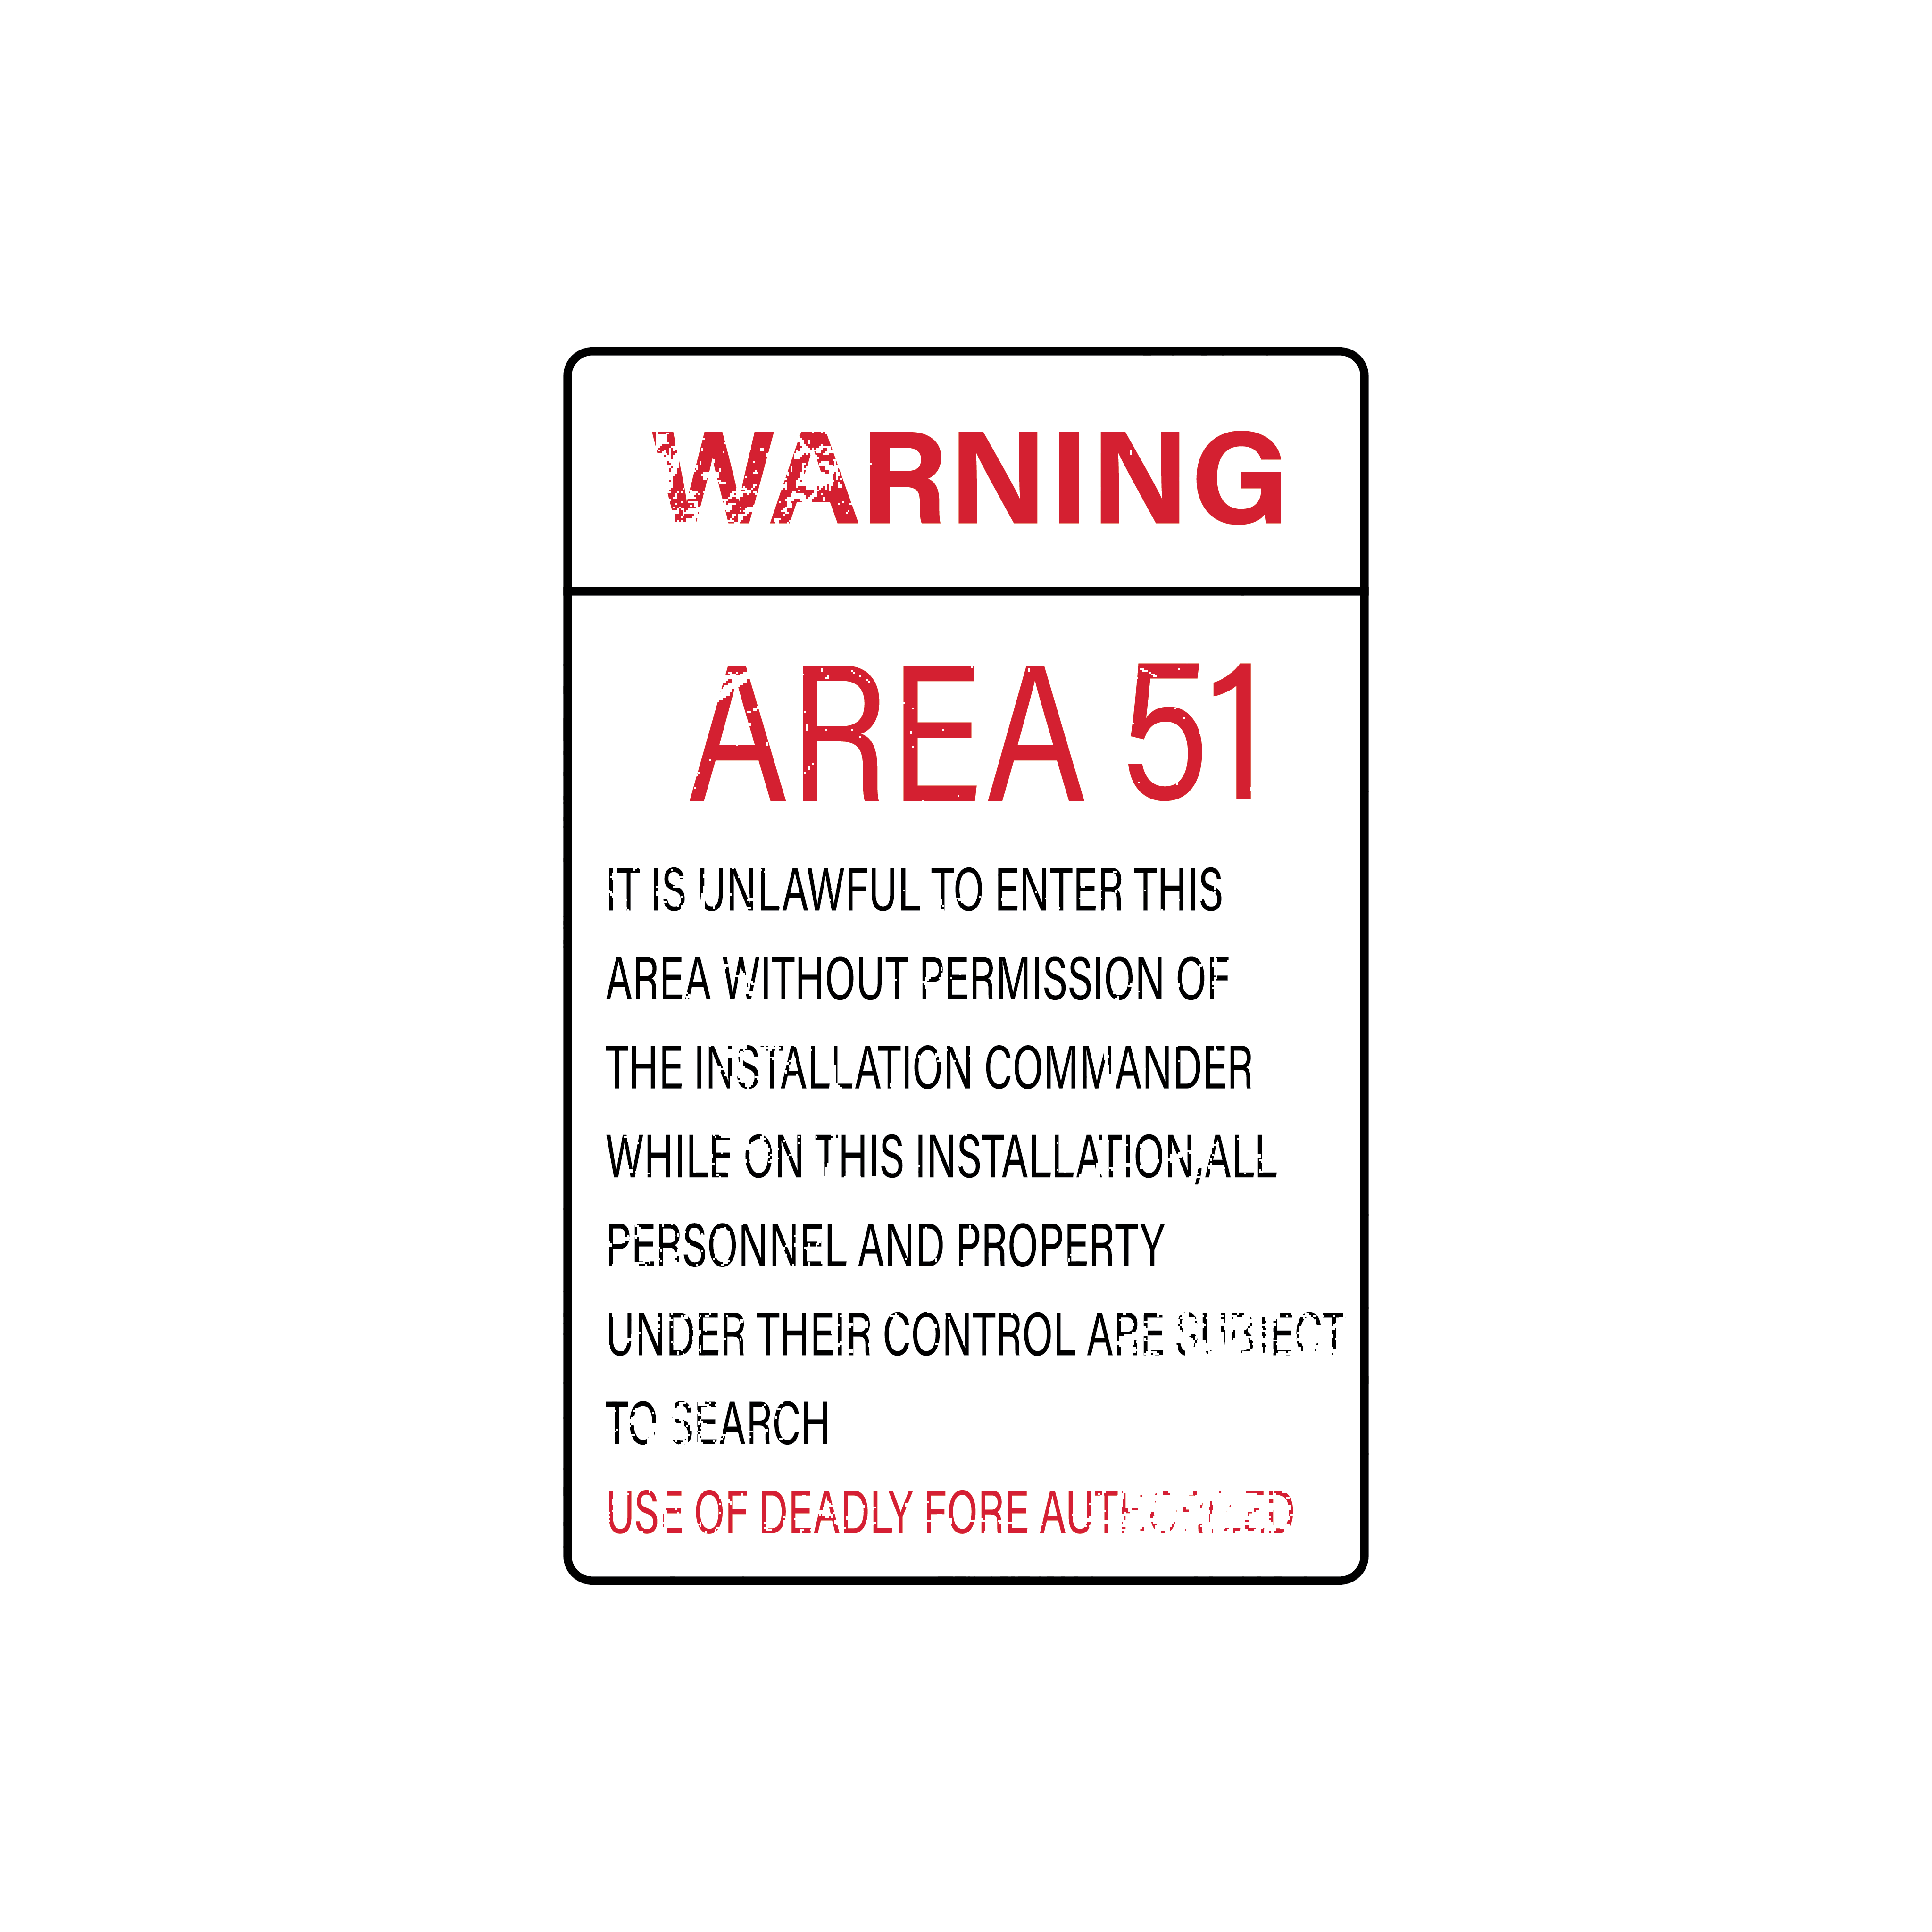 WARNING
AREA 51
IT IS UNLAWFUL TO ENTER THIS
AREA WITHOUT PERMISSION OF
THE INSTALLATION COMMANDER
WHILE ON THIS INSTALLATION,ALL
PERSONNEL AND PROPERTY
UNDER THEIR CONTROL ARE SUBJECT
TO SEARCH
USE OF DEADLY FORE AUTHORIZED